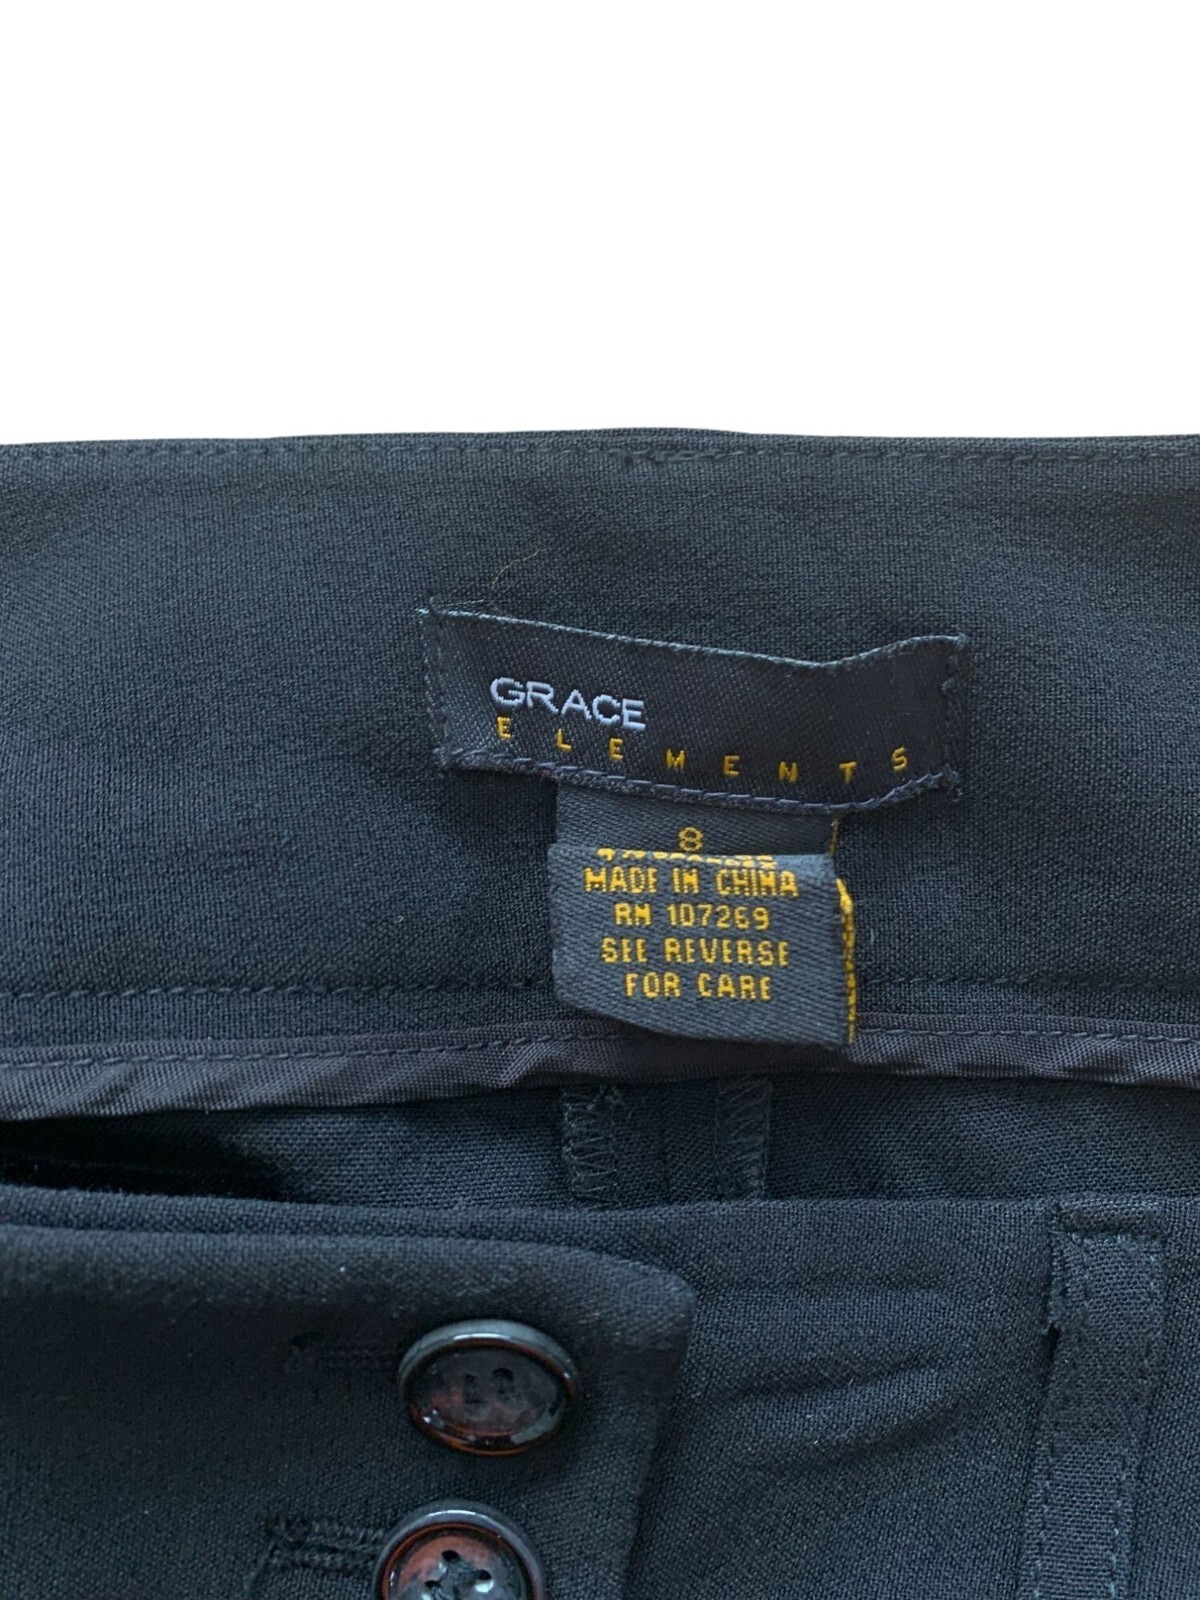 GRACE
ELEMENTS
8
MADE IN CHINA
RN 107269
SEE REVERSE
FOR CARE